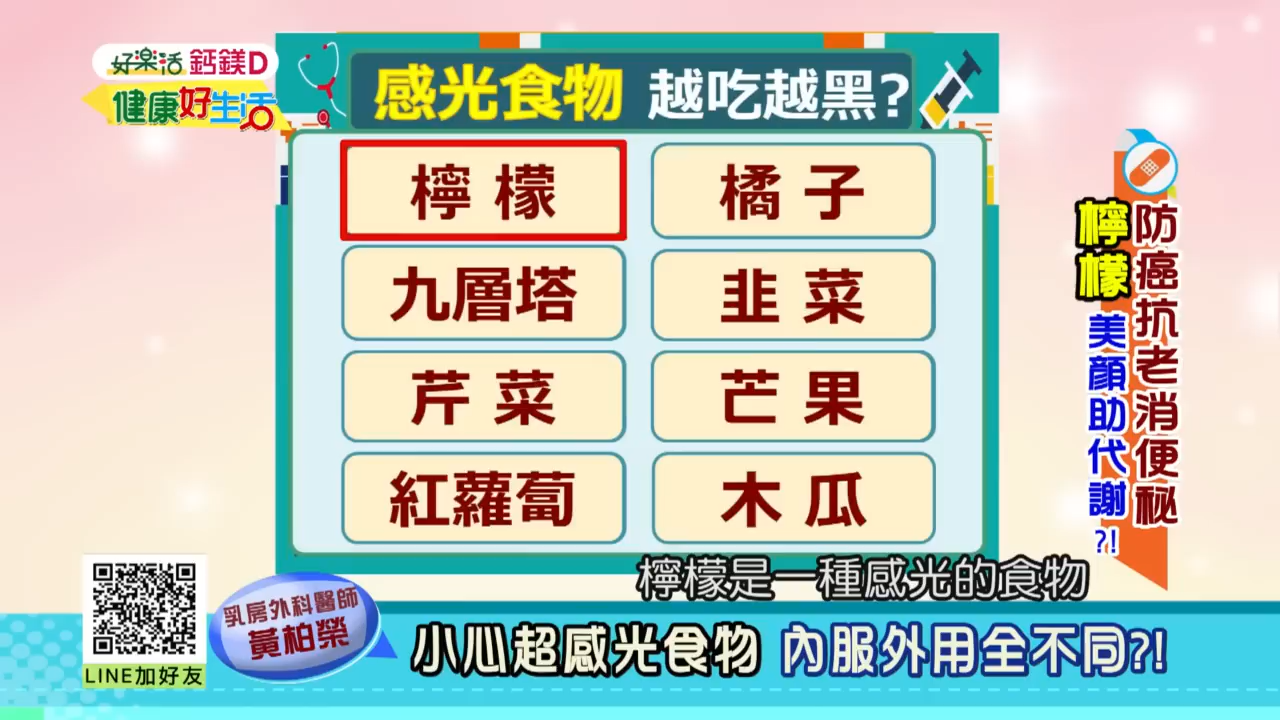 好楽活 鈣鎂D
健康好生活
感光食物 越吃越黑?
檸檬
橘子
九層塔
韭菜
芹菜
芒果
紅蘿蔔
木瓜
防癌抗老消便秘
檸檬 美顏助代謝?!
檸檬是一種感光的食物
乳房外科醫師
黃柏榮
小心超感光食物 內服外用全不同?!
LINE加好友